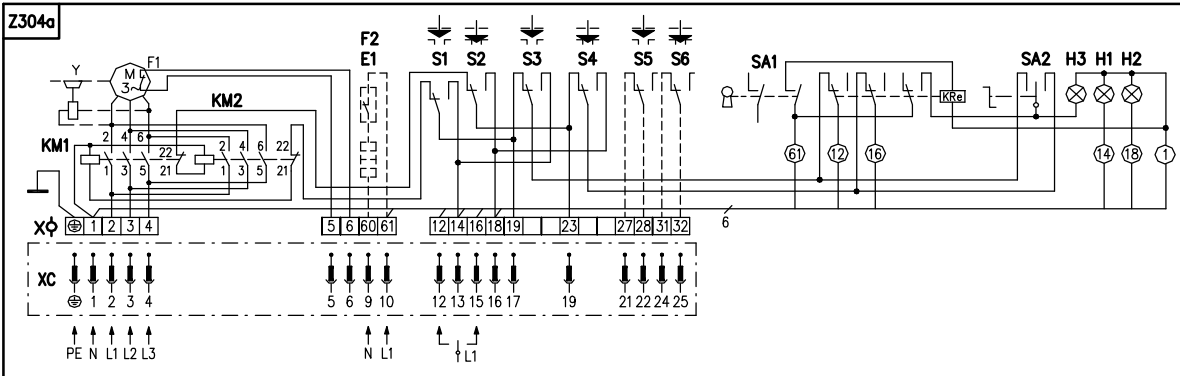 Z304a
F2
E1 S1 S2 S3 S4 S5 S6 SA1 SA2 H3 H1 H2
Y M 3~ F1
KRe
KM2
KM1 2 4 6 22 2 4 6 22
1 3 5 21 1 3 5 21
61 12 16 14 18 1
6
X 1 2 3 4 5 6 60 61 12 14 16 18 19 23 27 28 31 32
XC
1 2 3 4 5 6 9 10 12 13 15 16 17 19 21 22 24 25
PE N L1 L2 L3 N L1 L1